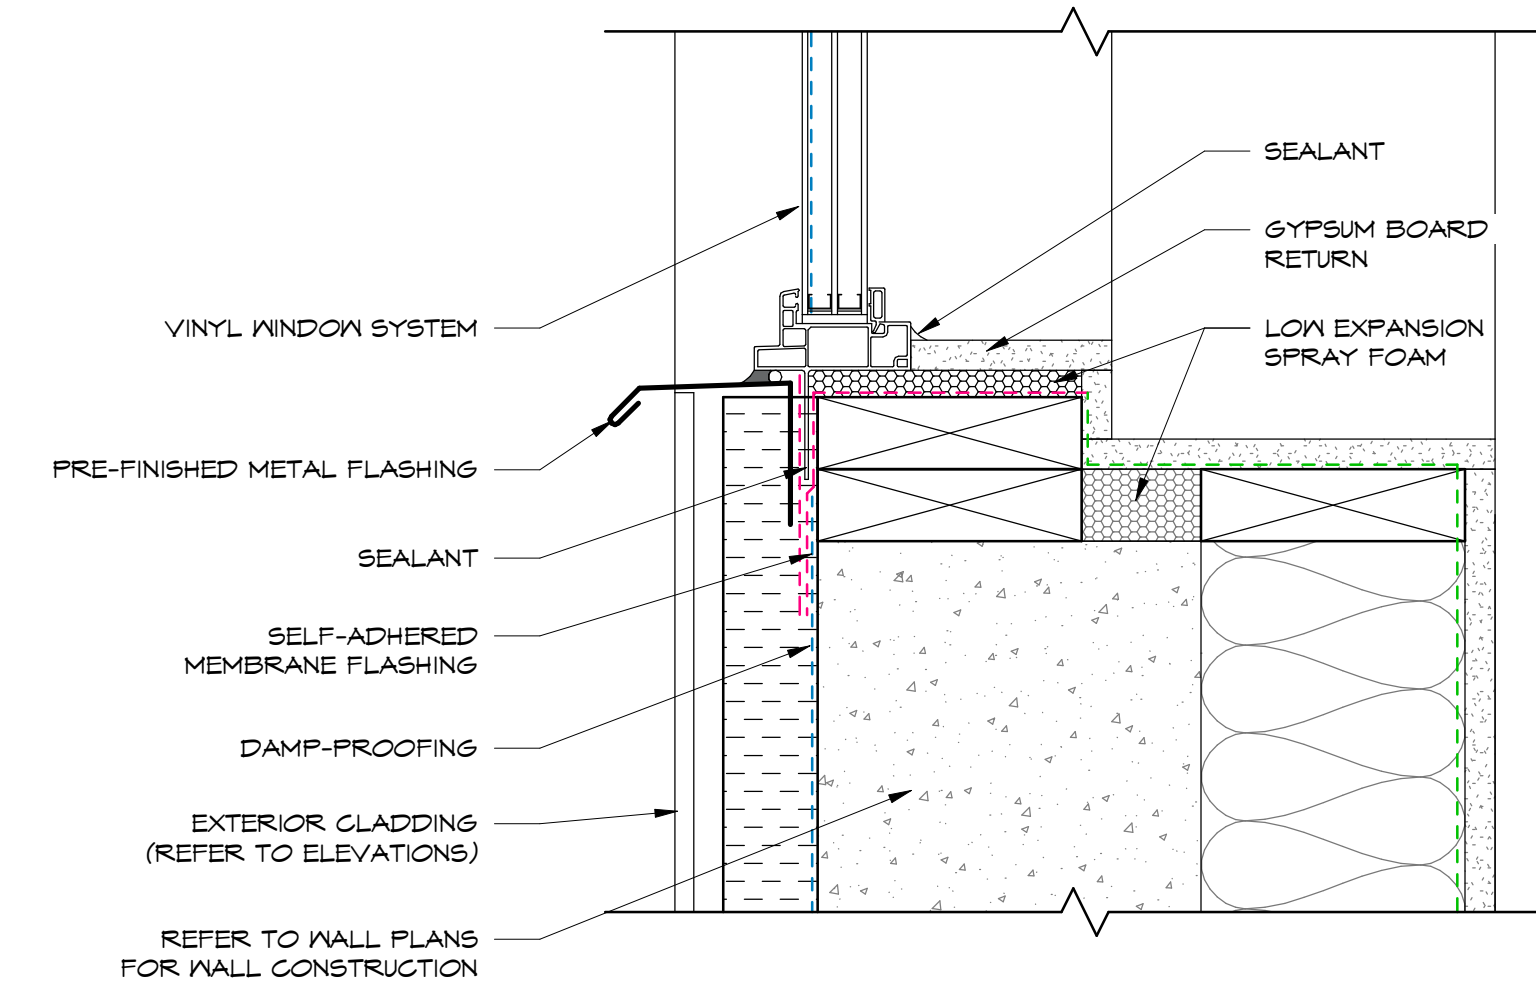 SEALANT
GYPSUM BOARD
RETURN
LOW EXPANSION
SPRAY FOAM
VINYL WINDOW SYSTEM
PRE-FINISHED METAL FLASHING
SEALANT
SELF-ADHERED
MEMBRANE FLASHING
DAMP-PROOFING
EXTERIOR CLADDING
(REFER TO ELEVATIONS)
REFER TO WALL PLANS
FOR WALL CONSTRUCTION